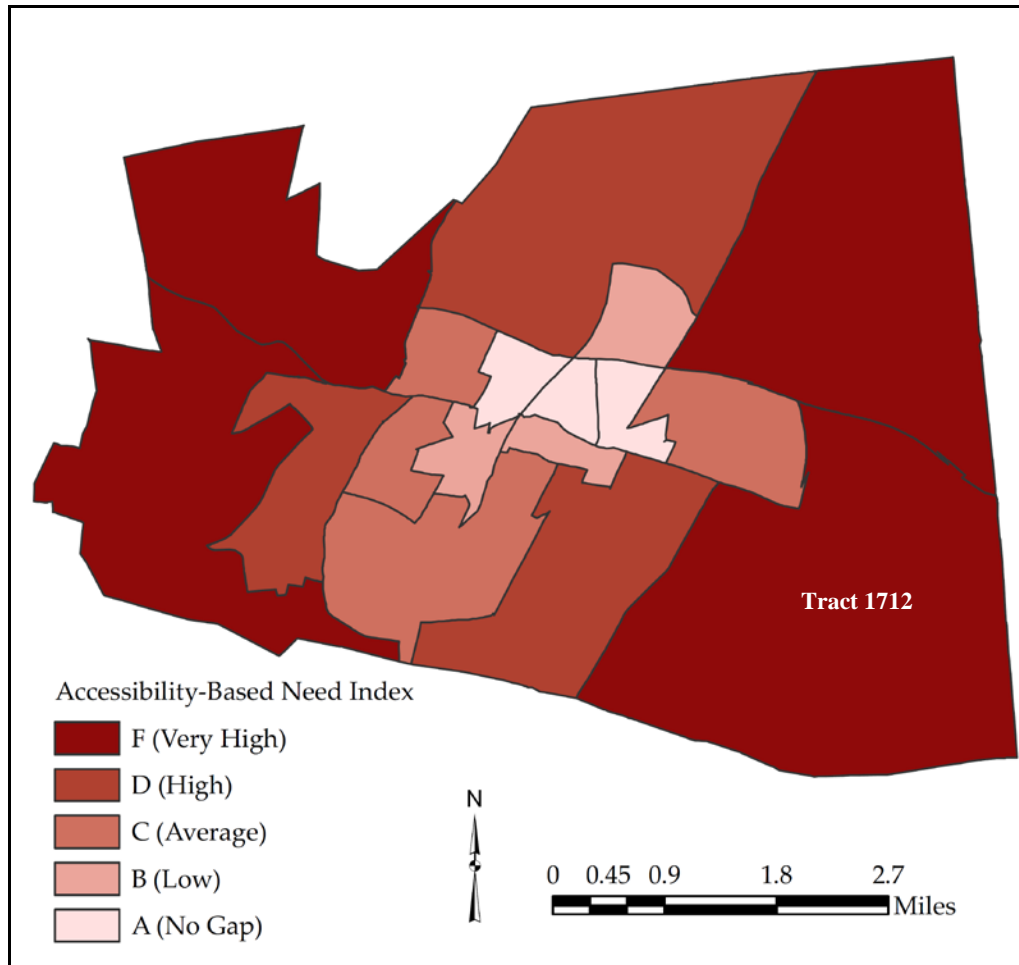 Tract 1712
Accessibility-Based Need Index
F (Very High)
D (High)
C (Average)
B (Low)
A (No Gap)
N
0 0.45 0.9 1.8 2.7
Miles